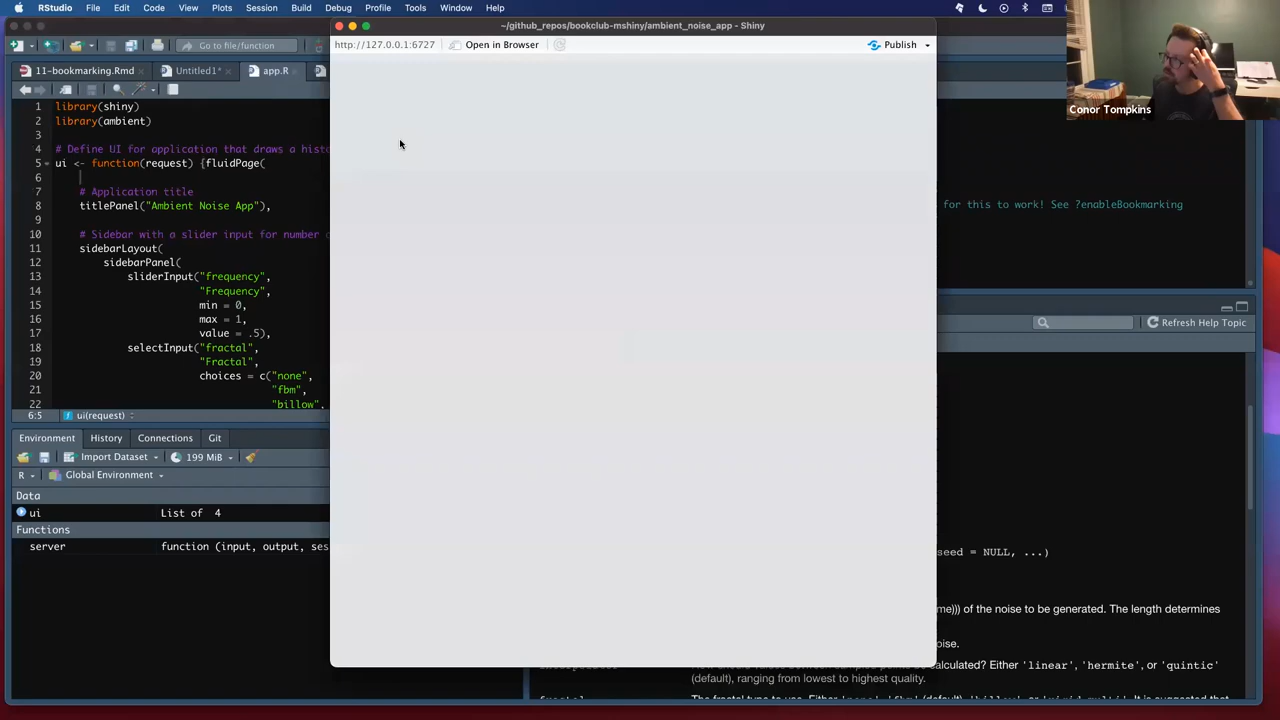 RStudio File Edit Code View Plots Session Build Debug Profile Tools Window Help
~/github_repos/bookclub-mshiny/ambient_noise_app - Shiny
http://127.0.0.1:6727 Open in Browser Publish
Go to file/function
11-bookmarking.Rmd Untitled1* app.R
1 library(shiny)
2 library(ambient)
3
4 # Define UI for application that draws a hist
5 ui <- function(request) {fluidPage(
6
7 # Application title
8 titlePanel("Ambient Noise App"),
9
10 # Sidebar with a slider input for number
11 sidebarLayout(
12 sidebarPanel(
13 sliderInput("frequency",
14 "Frequency",
15 min = 0,
16 max = 1,
17 value = .5),
18 selectInput("fractal",
19 "Fractal",
20 choices = c("none",
21 "fbm",
22 "billow",
6:5 ui(request)
Environment History Connections Git
Import Dataset 199 MiB
R Global Environment
Data
ui List of 4
Functions
server function (input, output, ses
Conor Tompkins
for this to work! See ?enableBookmarking
Refresh Help Topic
seed = NULL, ...)
me))) of the noise to be generated. The length determines
oise.
calculated? Either 'linear', 'hermite', or 'quintic'
(default), ranging from lowest to highest quality.